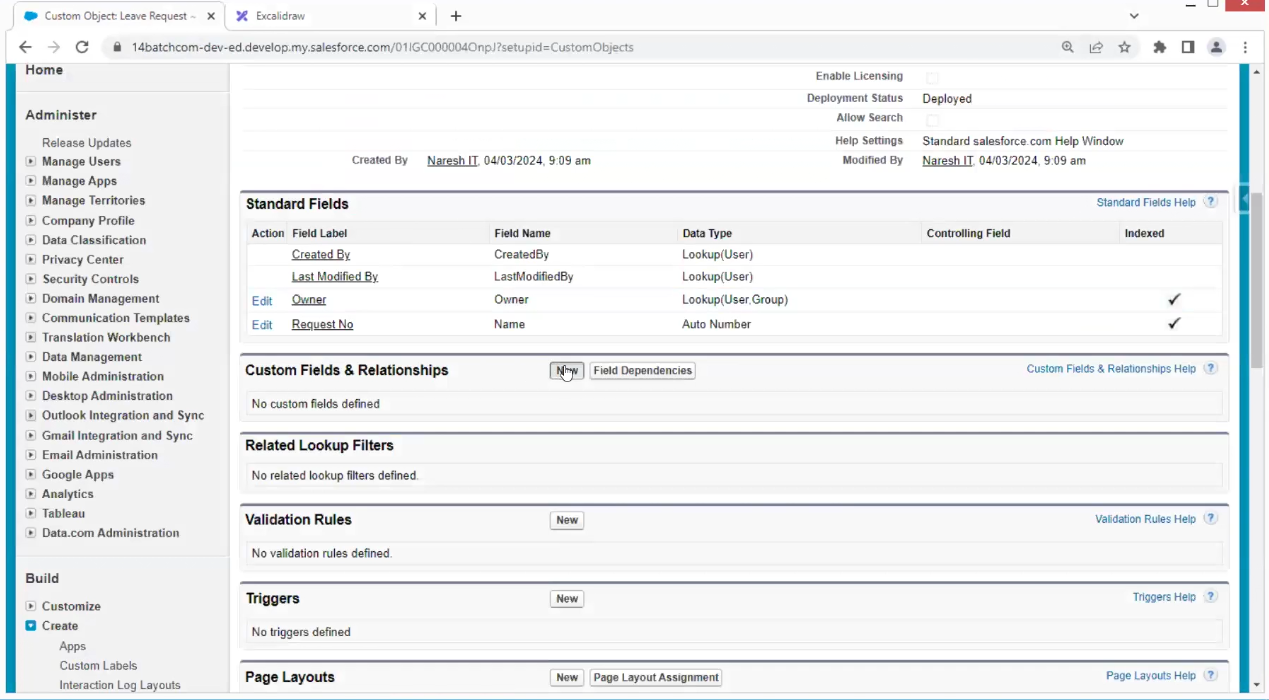 Custom Object: Leave Request ~
Excalidraw
14batchcom-dev-ed.develop.my.salesforce.com/01IGC000004OnpJ?setupid=CustomObjects
Home
Administer
Release Updates
Manage Users
Manage Apps
Manage Territories
Company Profile
Data Classification
Privacy Center
Security Controls
Domain Management
Communication Templates
Translation Workbench
Data Management
Mobile Administration
Desktop Administration
Outlook Integration and Sync
Gmail Integration and Sync
Email Administration
Google Apps
Analytics
Tableau
Data.com Administration
Build
Customize
Create
Apps
Custom Labels
Interaction Log Layouts
Enable Licensing
Deployment Status Deployed
Allow Search
Help Settings Standard salesforce.com Help Window
Created By Naresh IT, 04/03/2024, 9:09 am Modified By Naresh IT, 04/03/2024, 9:09 am
Standard Fields Standard Fields Help ?
Action Field Label Field Name Data Type Controlling Field Indexed
Created By CreatedBy Lookup(User)
Last Modified By LastModifiedBy Lookup(User)
Edit Owner Owner Lookup(User,Group)
Edit Request No Name Auto Number
Custom Fields & Relationships New Field Dependencies Custom Fields & Relationships Help ?
No custom fields defined
Related Lookup Filters
No related lookup filters defined.
Validation Rules New Validation Rules Help ?
No validation rules defined.
Triggers New Triggers Help ?
No triggers defined
Page Layouts New Page Layout Assignment Page Layouts Help ?